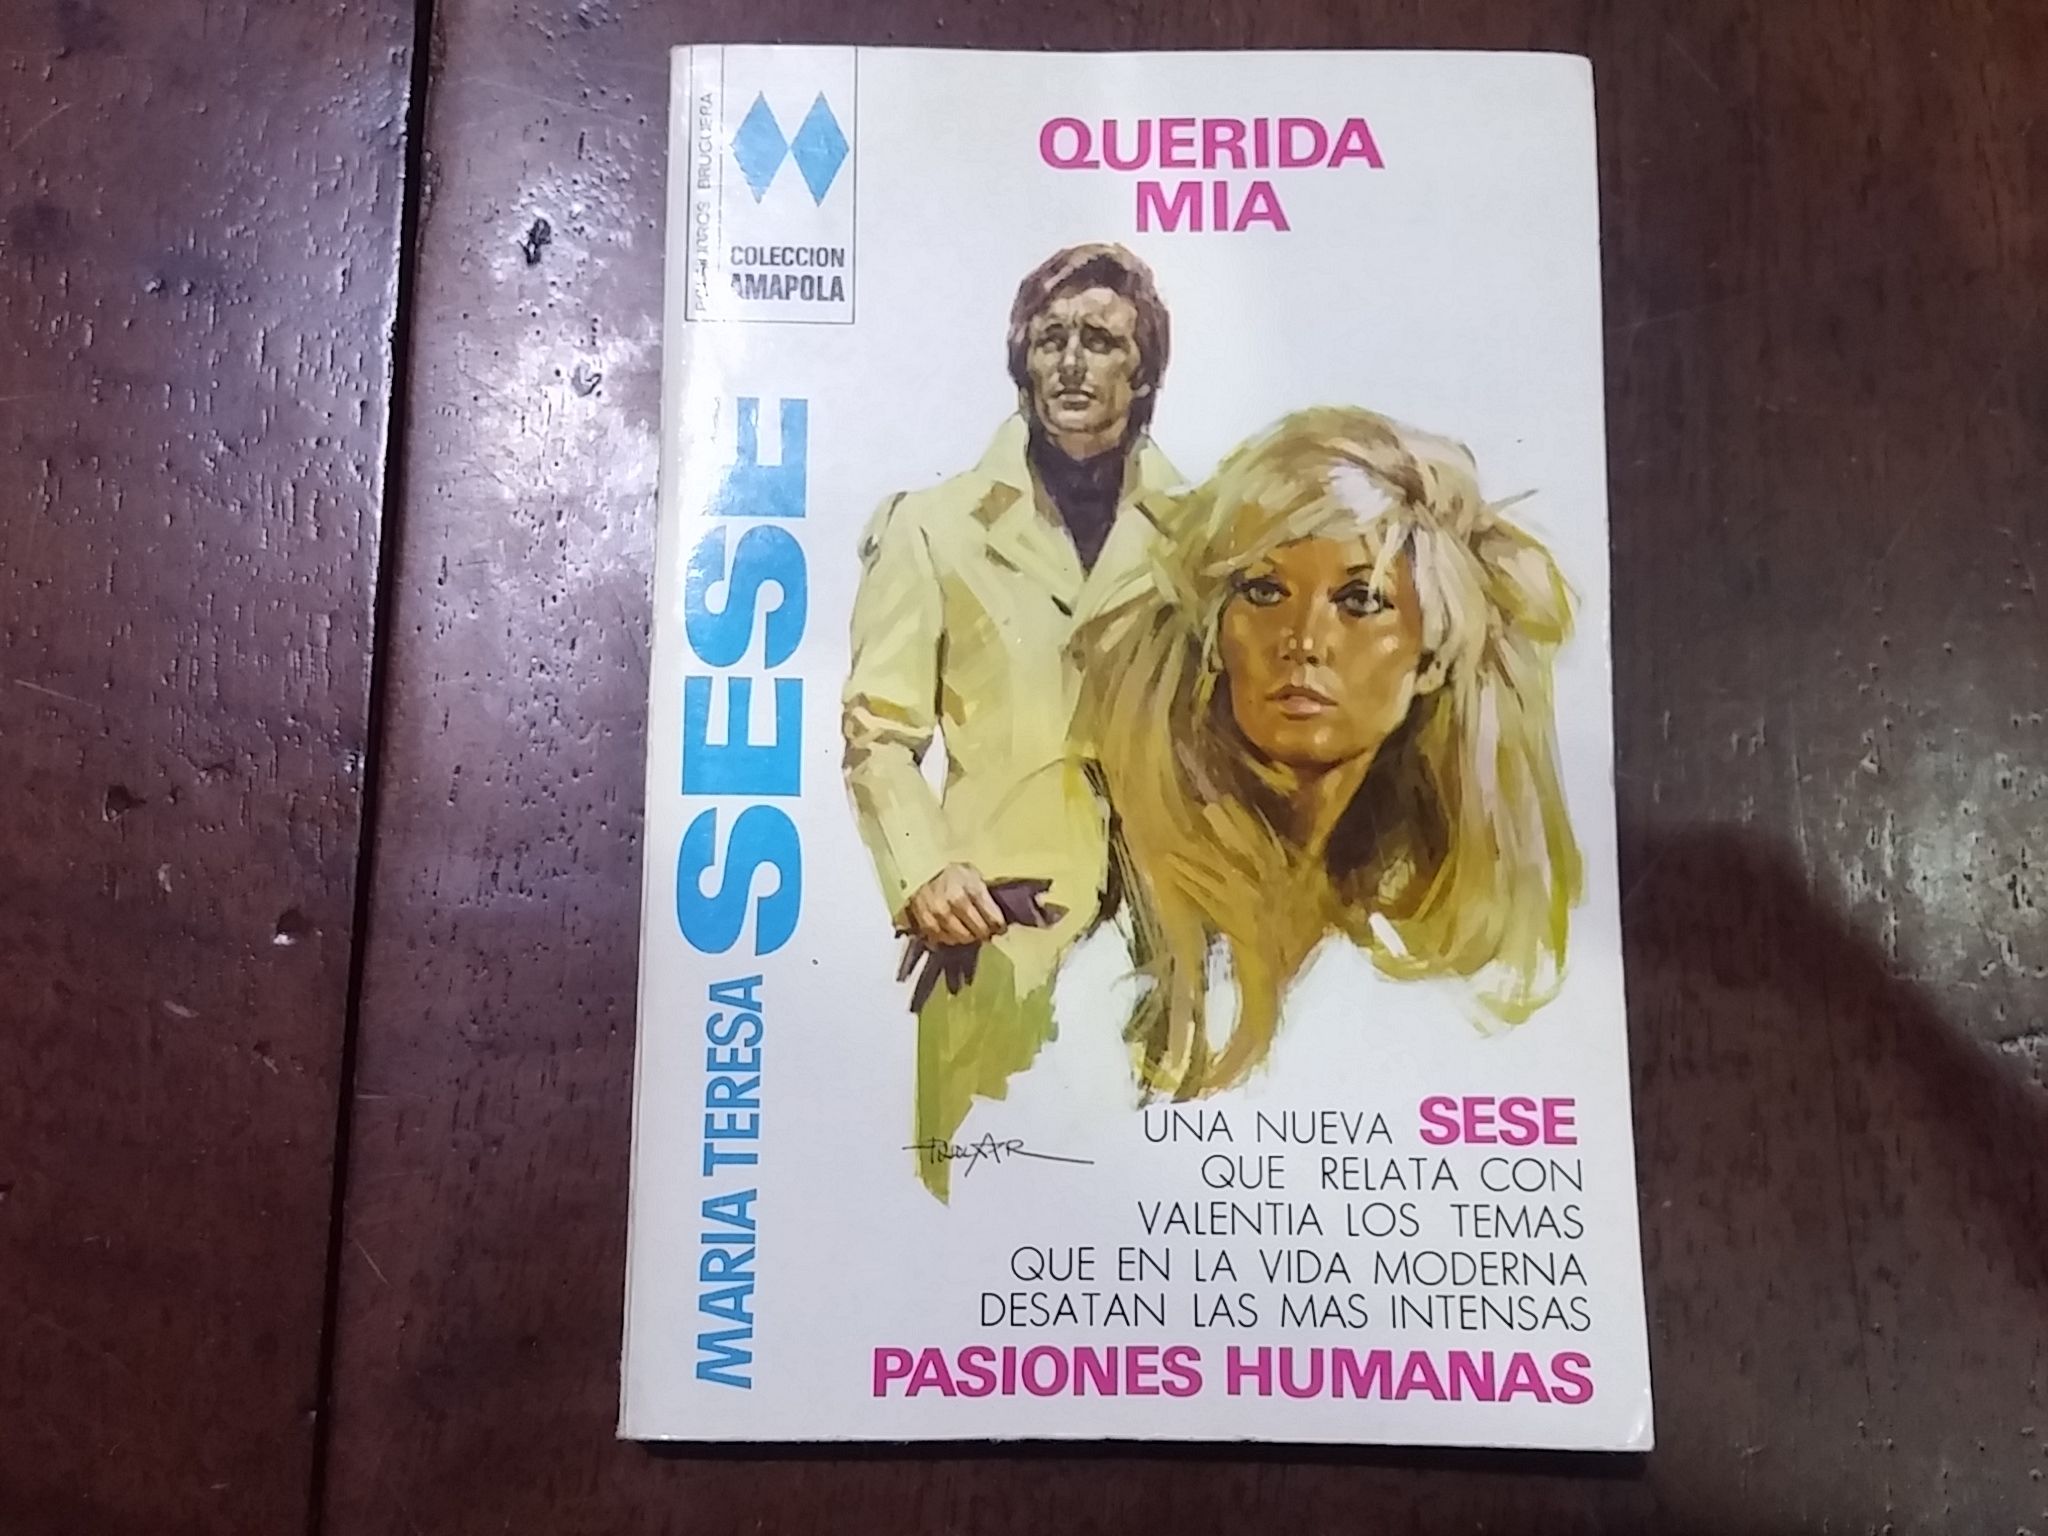 BRUGUERA
COLECCION
AMAPOLA
QUERIDA
MIA
MARIA TERESA SESE
UNA NUEVA SESE
QUE RELATA CON
VALENTIA LOS TEMAS
QUE EN LA VIDA MODERNA
DESATAN LAS MAS INTENSAS
PASIONES HUMANAS